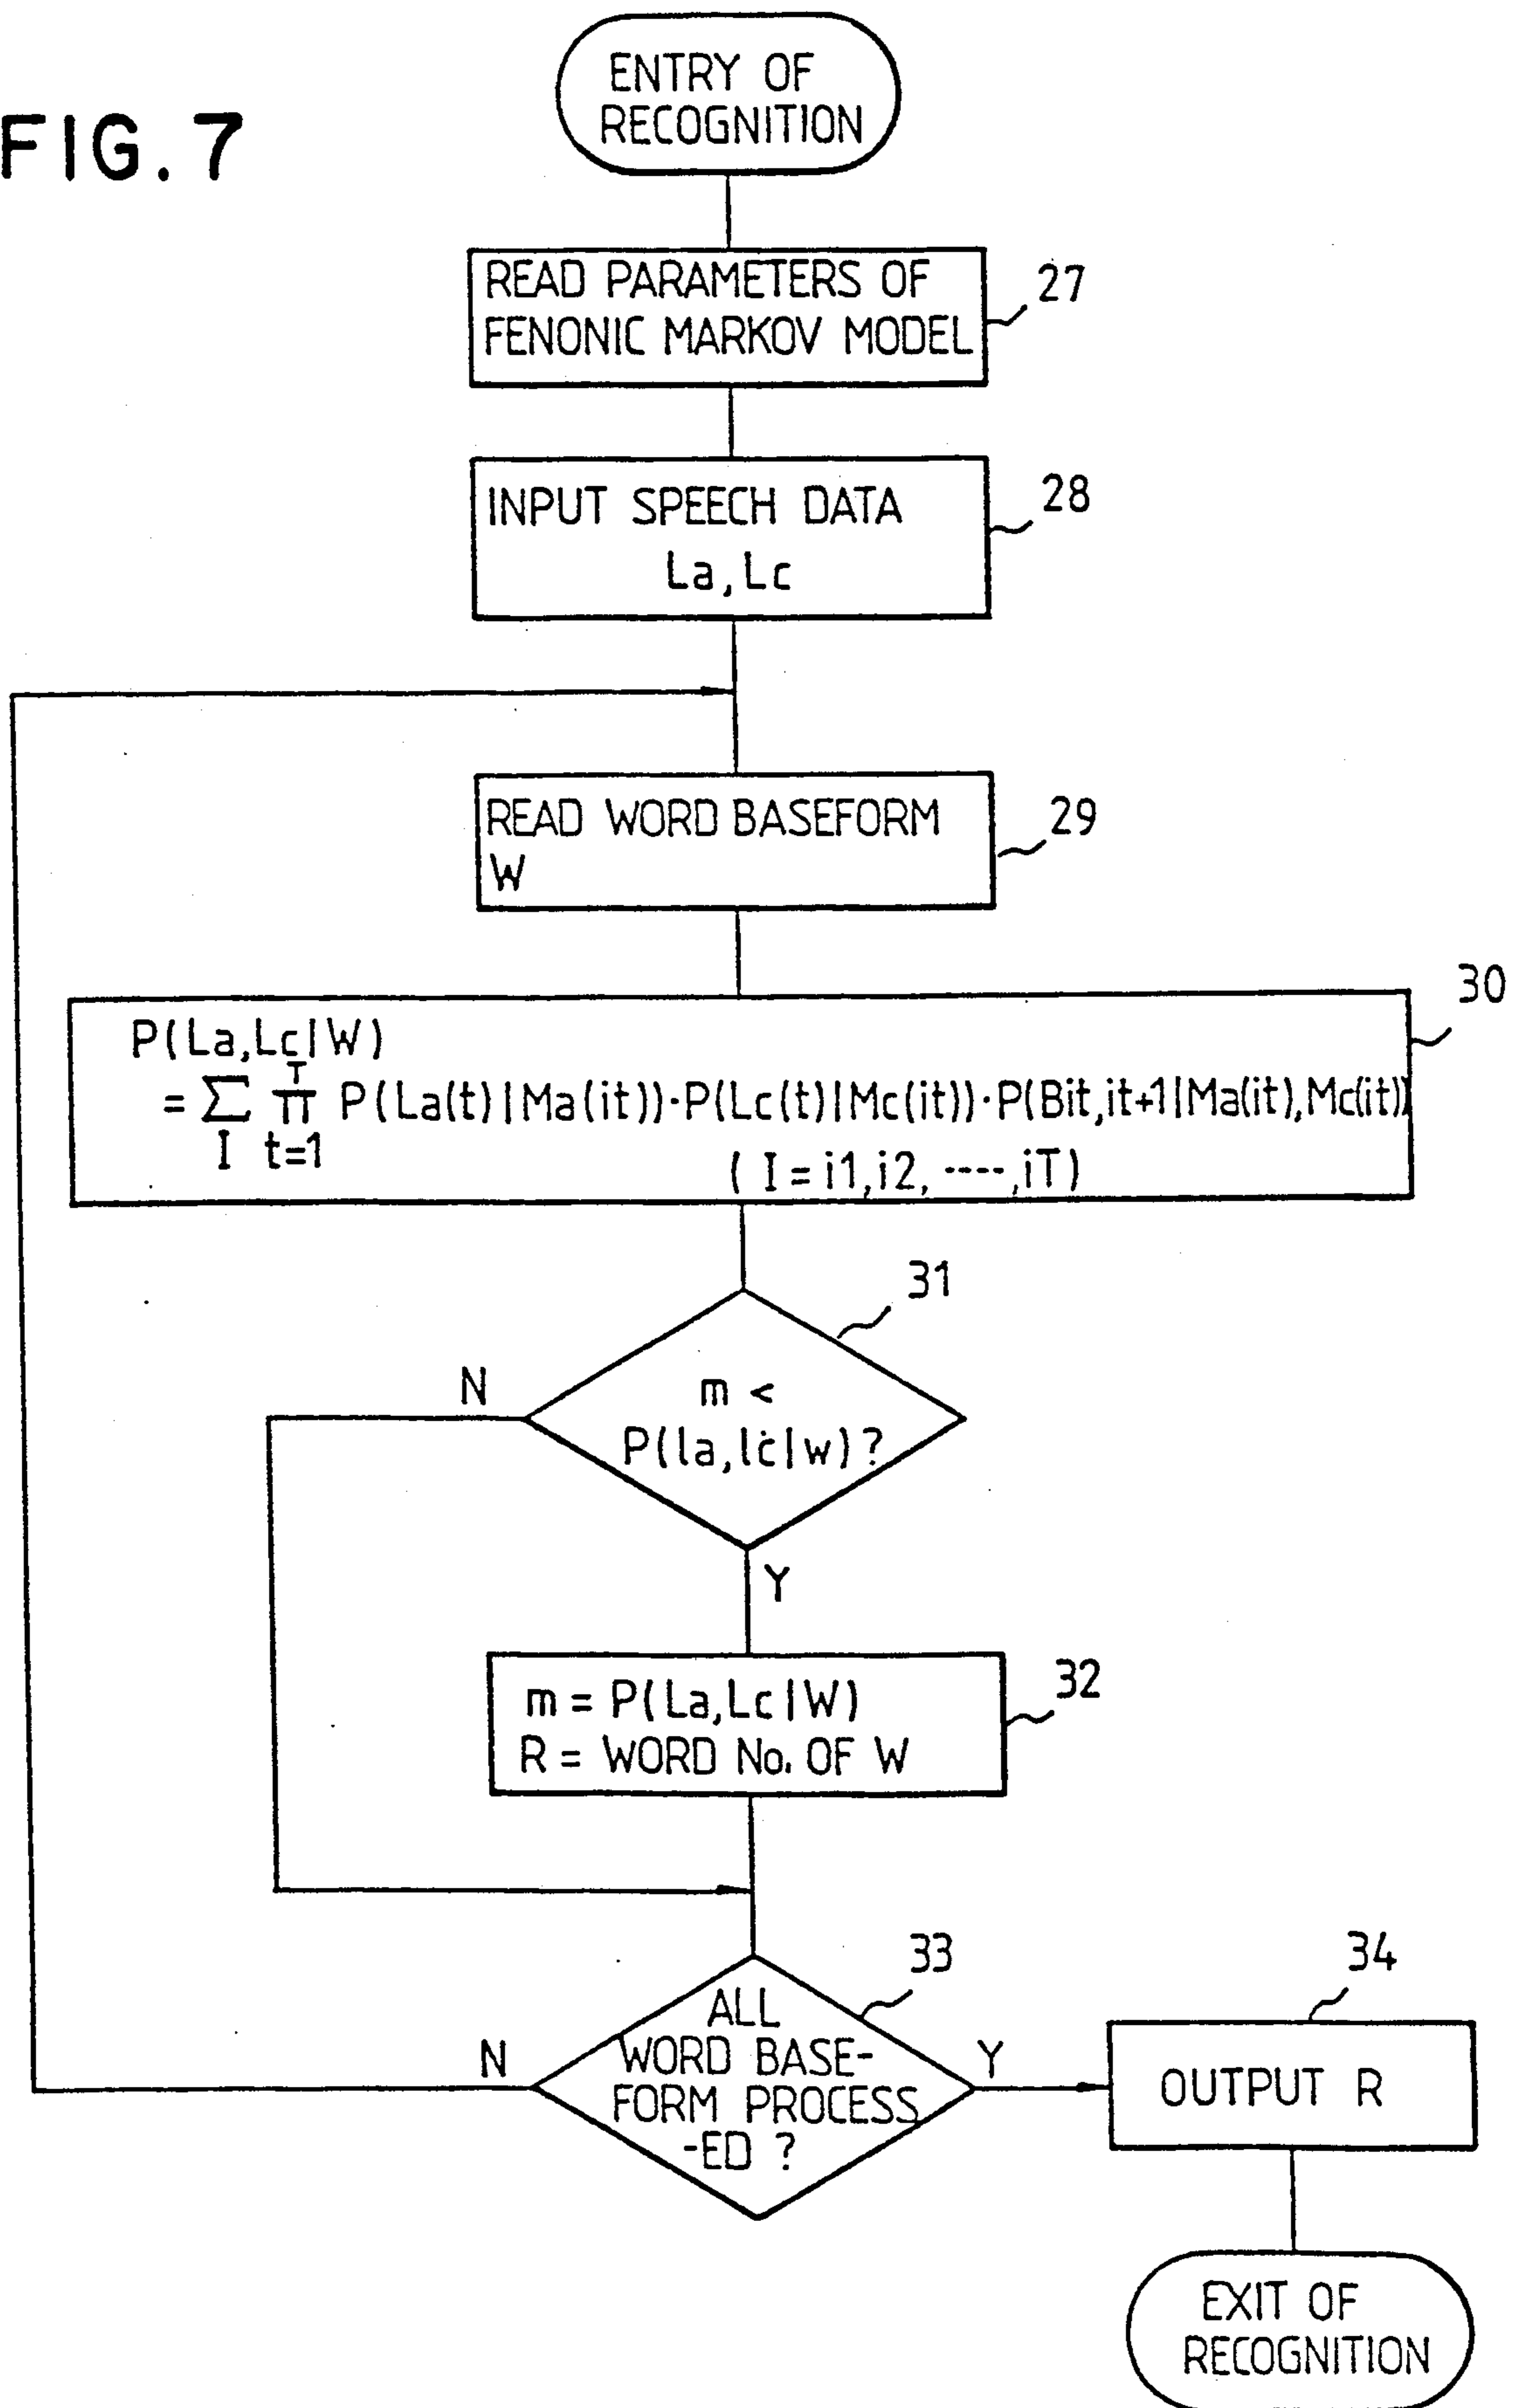 FIG. 7
ENTRY OF
RECOGNITION
READ PARAMETERS OF
FENONIC MARKOV MODEL
27
INPUT SPEECH DATA
La, Lc
28
READ WORD BASEFORM
W
29
30
P(La,Lc|W)
= Σ T Π P(La(t)|Ma(it))·P(Lc(t)|Mc(it))·P(Bit,it+1|Ma(it),Mc(it))
I t=1
( I = i1,i2, ----,iT)
31
N
m <
P(la,lc|w)?
Y
m = P(La,Lc|W)
R = WORD No. OF W
32
33
34
ALL
N
WORD BASE-
Y
FORM PROCESS
-ED ?
OUTPUT R
EXIT OF
RECOGNITION